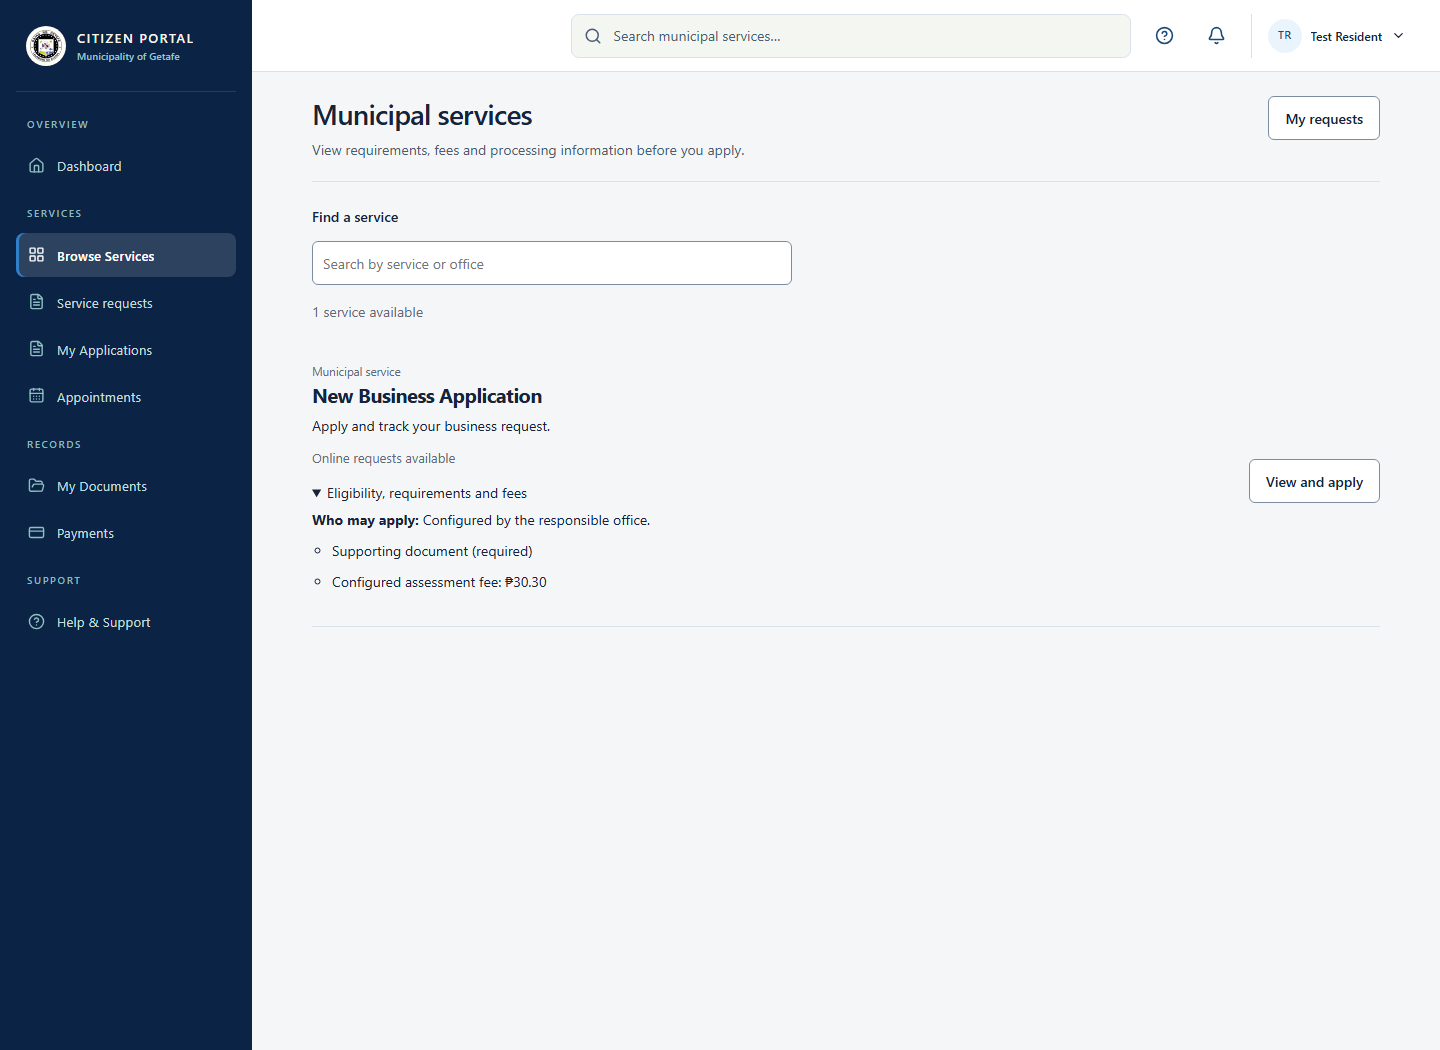 CITIZEN PORTAL
Municipality of Getafe
OVERVIEW
Dashboard
SERVICES
Browse Services
Service requests
My Applications
Appointments
RECORDS
My Documents
Payments
SUPPORT
Help & Support
Search municipal services...
TR
Test Resident
Municipal services
My requests
View requirements, fees and processing information before you apply.
Find a service
Search by service or office
1 service available
Municipal service
New Business Application
Apply and track your business request.
Online requests available
View and apply
Eligibility, requirements and fees
Who may apply: Configured by the responsible office.
Supporting document (required)
Configured assessment fee: ₱30.30